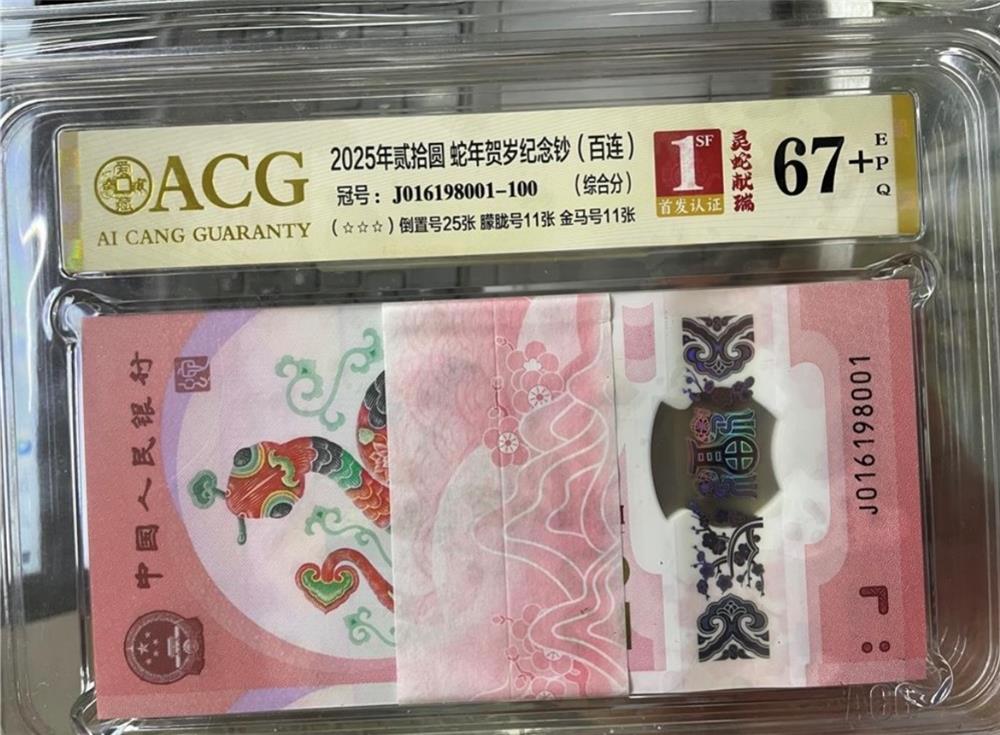 ACG
AI CANG GUARANTY
2025年贰拾圆 蛇年贺岁纪念钞（百连）
冠号：J016198001-100 （综合分）
（☆☆☆）倒置号25张 朦胧号11张 金马号11张
1SF
首发认证
灵蛇献瑞
67+
EPQ
中国人民银行
J016198001
ACG